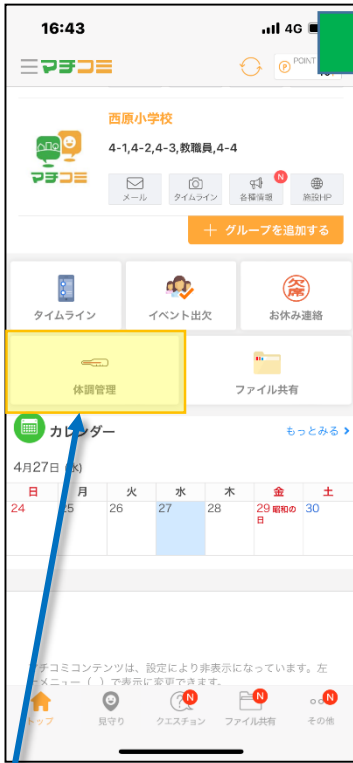 16:43
4G
マチコミ
P POINT
西原小学校
4-1,4-2,4-3,教職員,4-4
マチコミ
メール タイムライン 各種情報 N 施設HP
＋ グループを追加する
タイムライン イベント出欠 欠席 お休み連絡
体調管理 ファイル共有
カレンダー もっとみる
4月27日 (水)
日 月 火 水 木 金 土
24 25 26 27 28 29 昭和の日 30
マチコミコンテンツは、設定により非表示になっています。左
メニュー（ ）で表示に変更できます。
N N N
トップ 見守り クエスチョン ファイル共有 その他